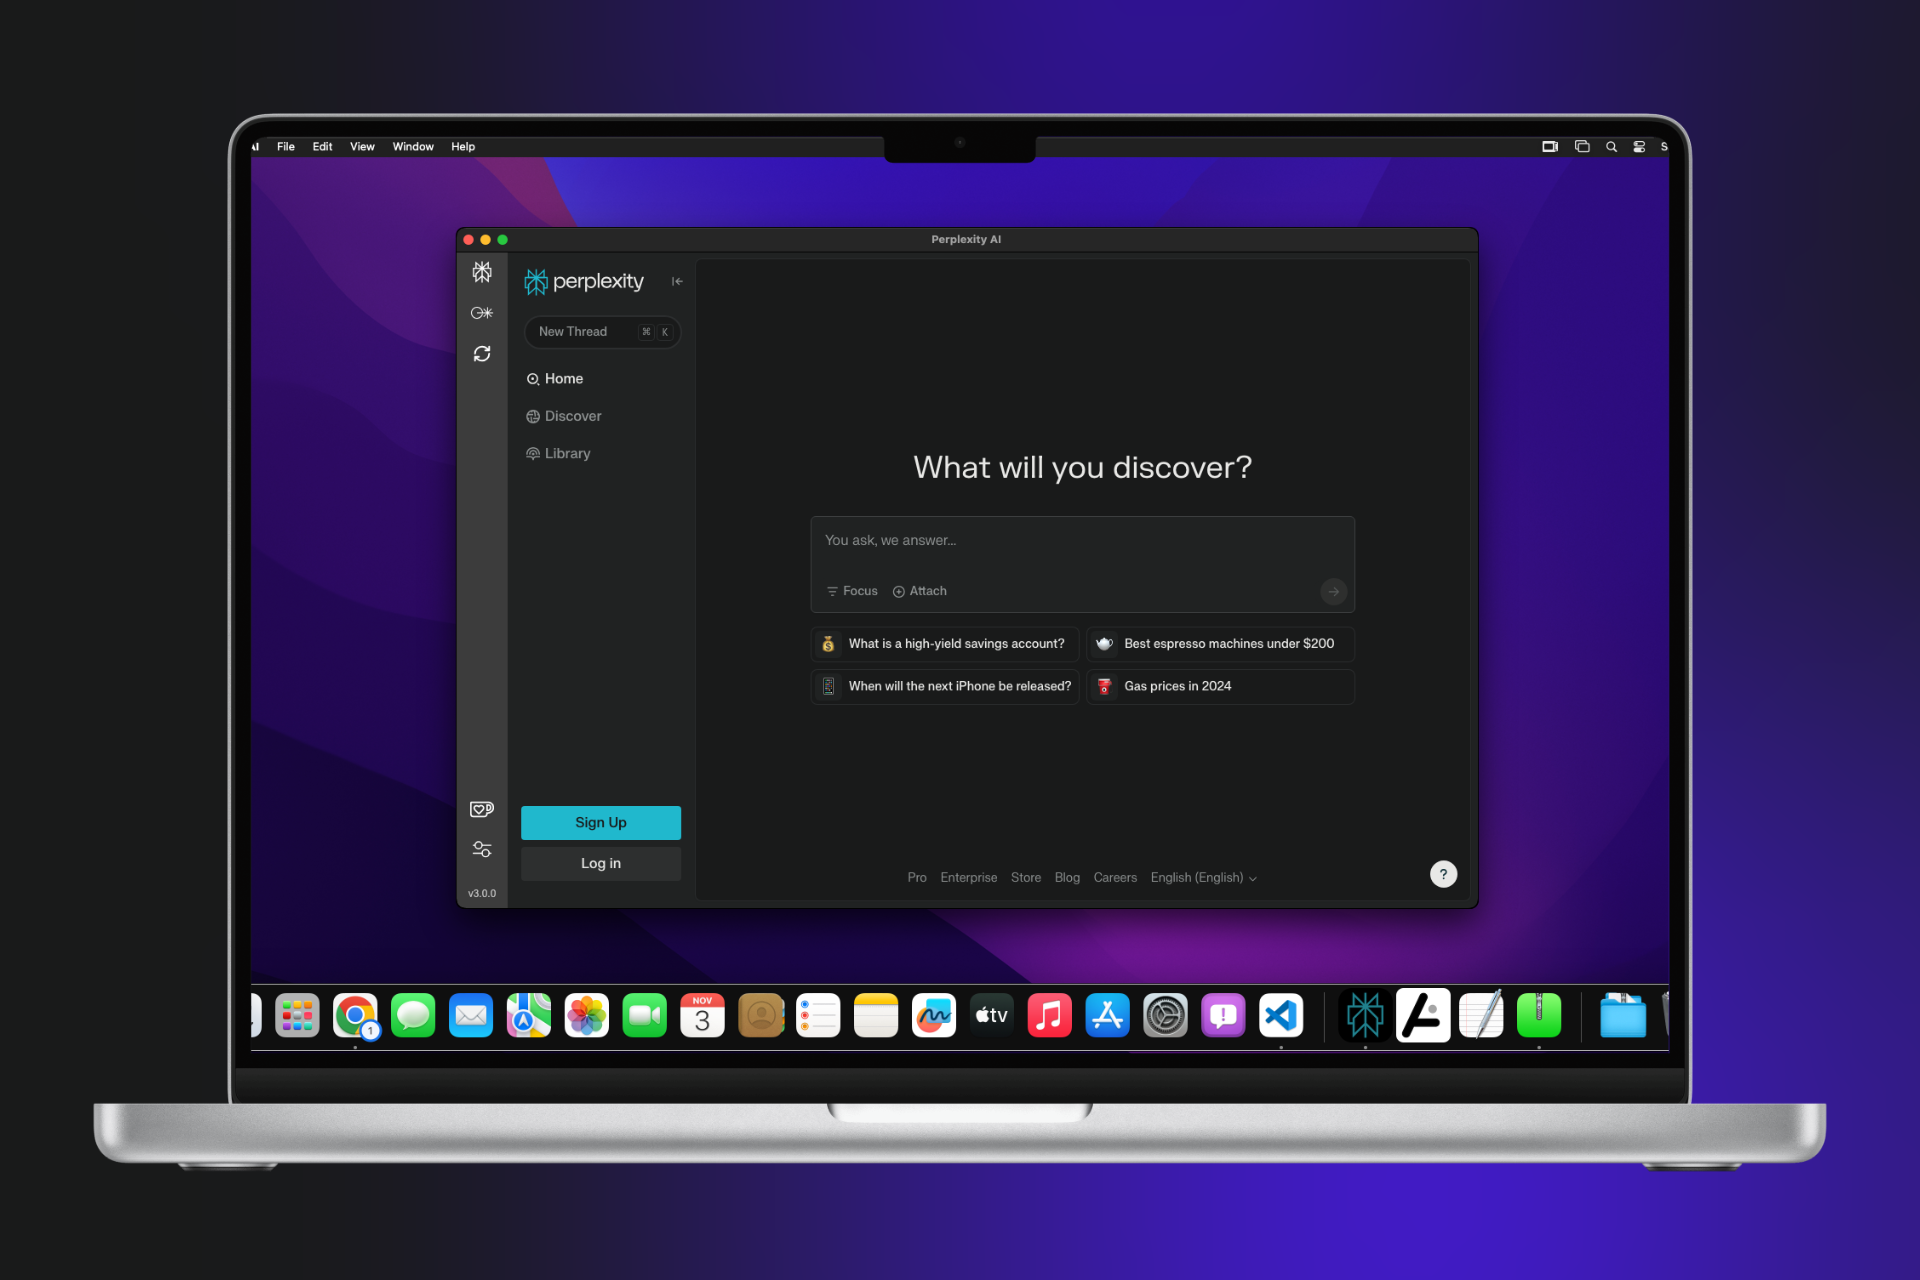 AI File Edit View Window Help
Perplexity AI
perplexity
New Thread ⌘ K
Home
Discover
Library
What will you discover?
You ask, we answer...
Focus Attach
What is a high-yield savings account?
Best espresso machines under $200
When will the next iPhone be released?
Gas prices in 2024
Sign Up
Log in
v3.0.0
Pro Enterprise Store Blog Careers English (English)
?
1
NOV
3
tv